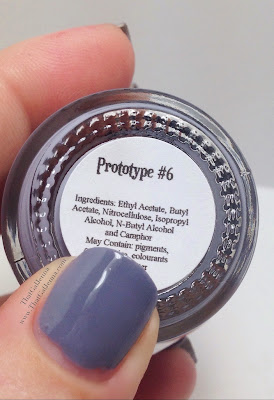 Prototype #6
Ingredients: Ethyl Acetate, Butyl
Acetate, Nitrocellulose, Isopropyl
Alcohol, N-Butyl Alcohol
and Camphor
May Contain: pigments,
colourants